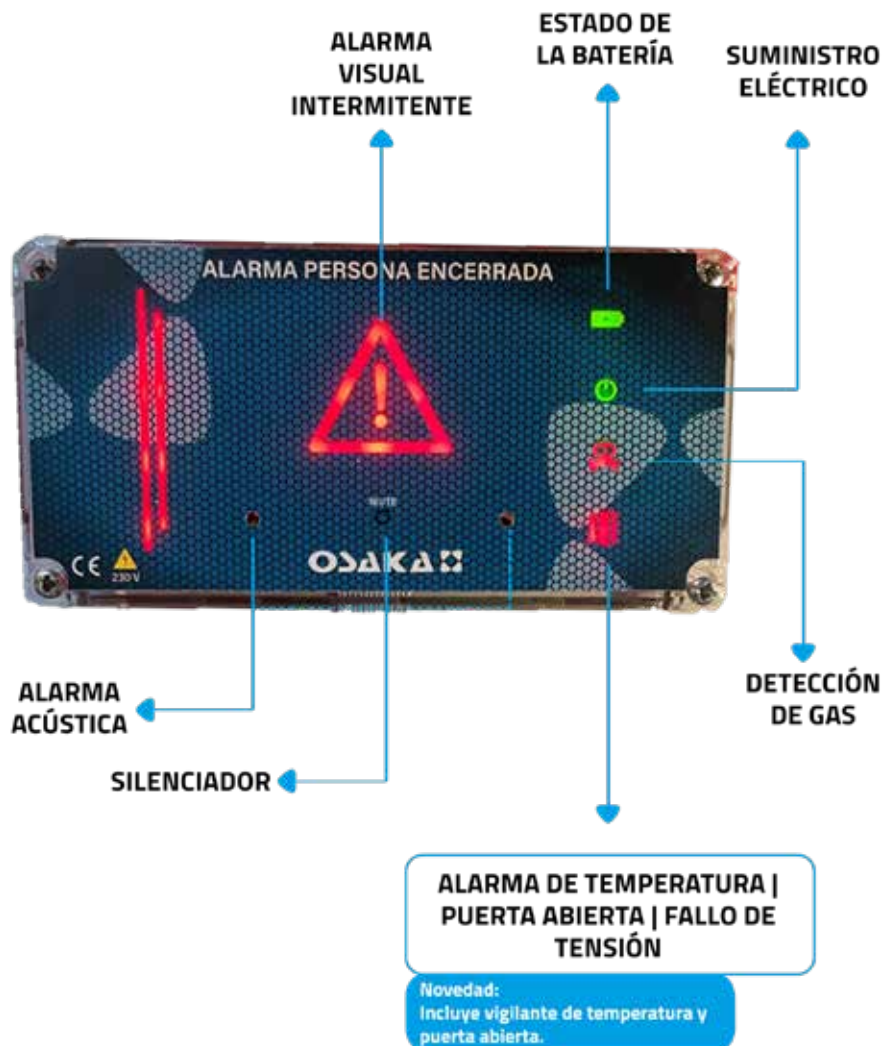 ALARMA
VISUAL
INTERMITENTE
ESTADO DE
LA BATERÍA
SUMINISTRO
ELÉCTRICO
ALARMA PERSONA ENCERRADA
MUTE
CE
230 V
OSAKA
ALARMA
ACÚSTICA
SILENCIADOR
DETECCIÓN
DE GAS
ALARMA DE TEMPERATURA |
PUERTA ABIERTA | FALLO DE
TENSIÓN
Novedad:
Incluye vigilante de temperatura y
puerta abierta.